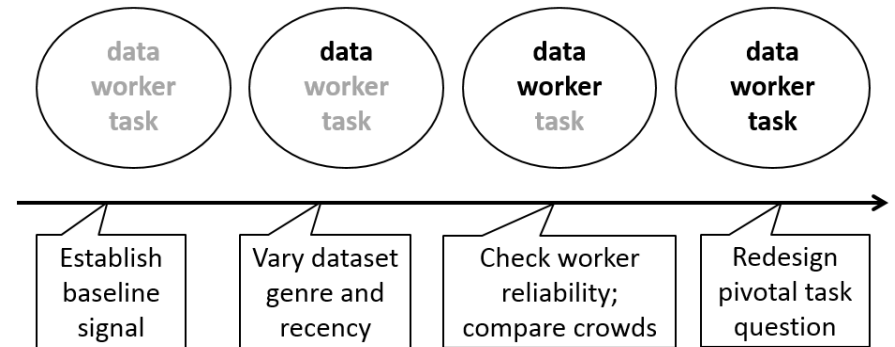 data
worker
task
data
worker
task
data
worker
task
data
worker
task
Establish
baseline
signal
Vary dataset
genre and
recency
Check worker
reliability;
compare crowds
Redesign
pivotal task
question